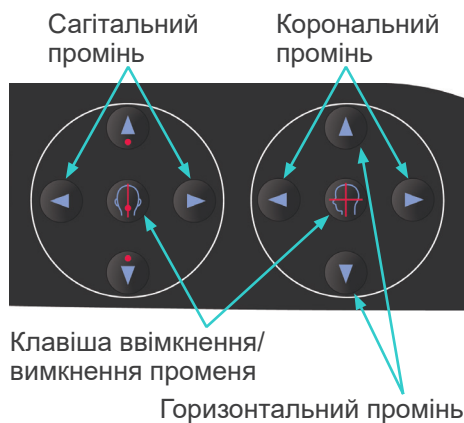 Сагітальний
промінь
Корональний
промінь
Клавіша ввімкнення/
вимкнення променя
Горизонтальний промінь